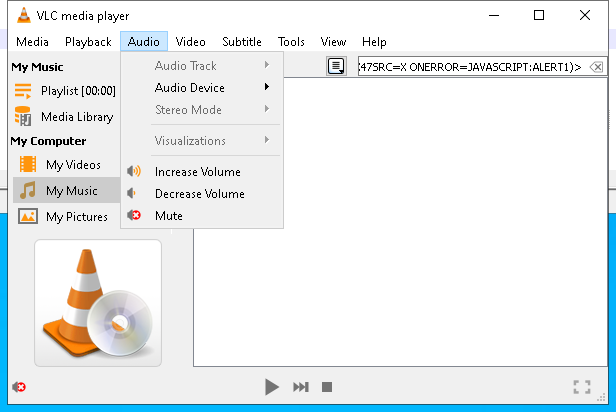 VLC media player
Media Playback Audio Video Subtitle Tools View Help
My Music
Playlist [00:00]
Media Library
My Computer
My Videos
My Music
My Pictures
Audio Track
Audio Device
Stereo Mode
Visualizations
Increase Volume
Decrease Volume
Mute
47SRC=X ONERROR=JAVASCRIPT:ALERT1)>